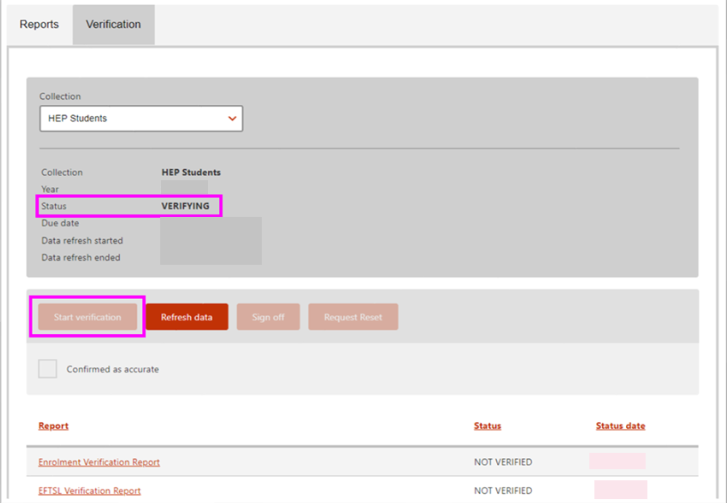 Reports Verification
Collection
HEP Students
Collection HEP Students
Year
Status VERIFYING
Due date
Data refresh started
Data refresh ended
Start verification Refresh data Sign off Request Reset
Confirmed as accurate
Report Status Status date
Enrolment Verification Report NOT VERIFIED
EFTSL Verification Report NOT VERIFIED